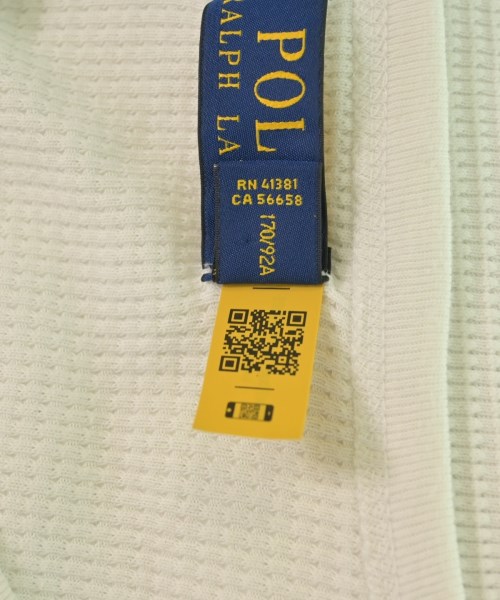 POL
RALPH LA
RN 41381
CA 56658
170/92A